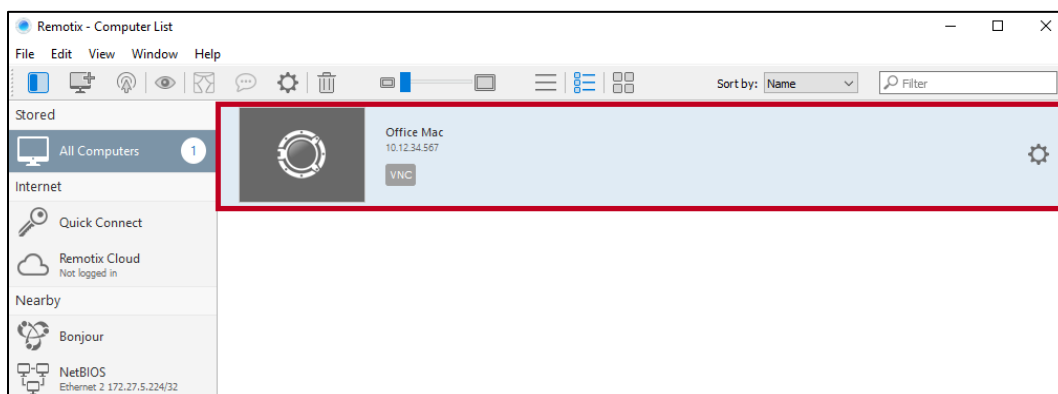 Remotix - Computer List
File Edit View Window Help
Sort by: Name Filter
Stored
All Computers 1
Internet
Quick Connect
Remotix Cloud
Not logged in
Nearby
Bonjour
NetBIOS
Ethernet 2 172.27.5.224/32
Office Mac
10.12.34.567
VNC